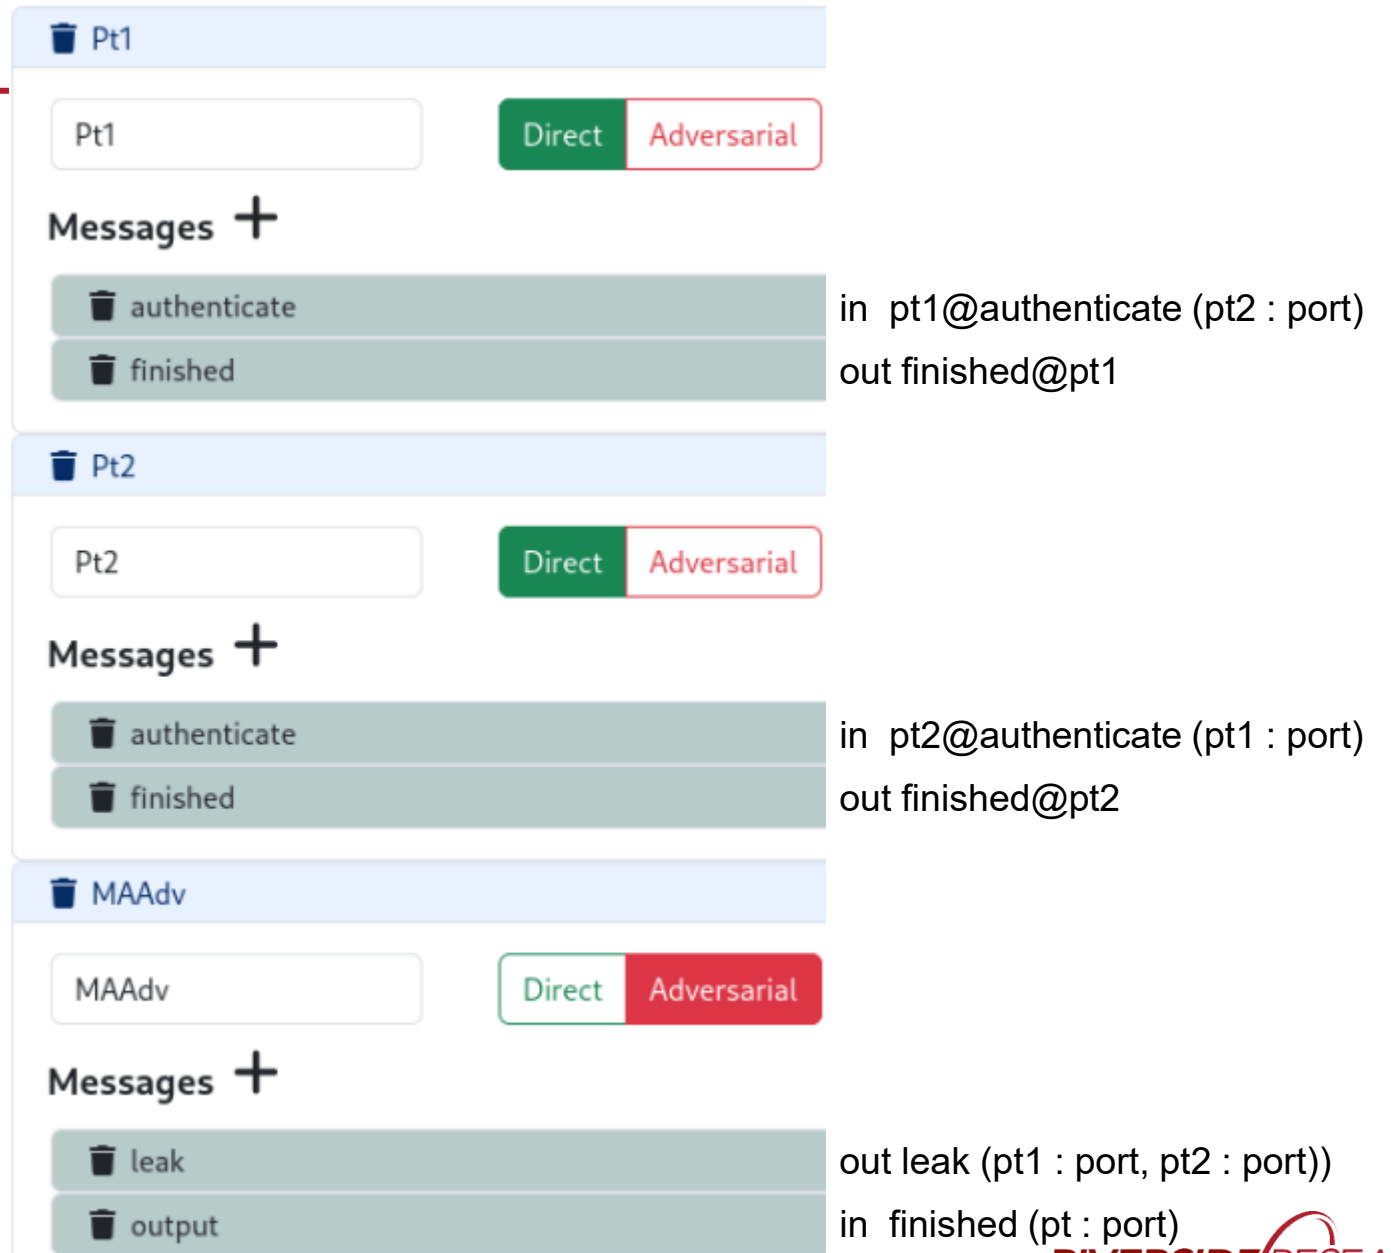 Pt1
Pt1 Direct Adversarial
Messages +
authenticate in pt1@authenticate (pt2 : port)
finished out finished@pt1
Pt2
Pt2 Direct Adversarial
Messages +
authenticate in pt2@authenticate (pt1 : port)
finished out finished@pt2
MAAdv
MAAdv Direct Adversarial
Messages +
leak out leak (pt1 : port, pt2 : port))
output in finished (pt : port)